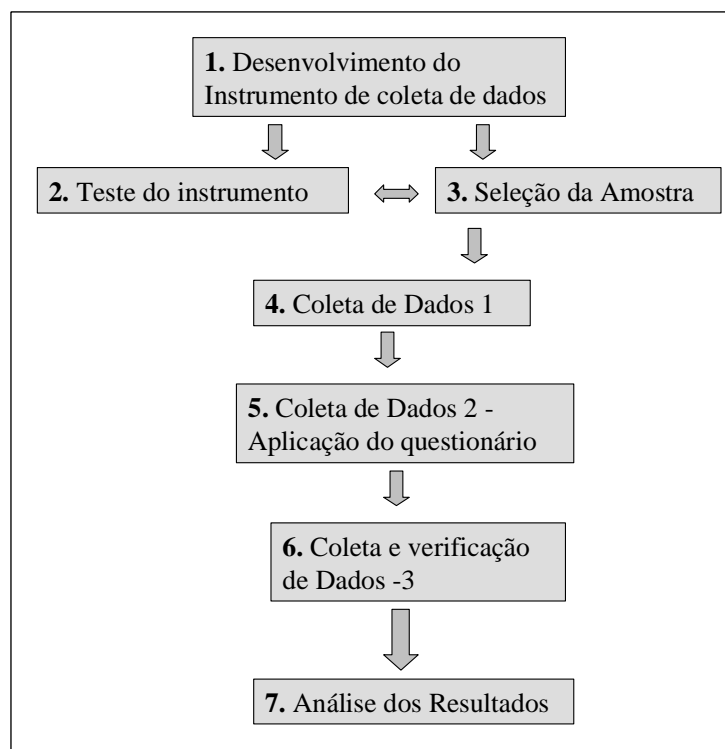 1. Desenvolvimento do
Instrumento de coleta de dados
2. Teste do instrumento
3. Seleção da Amostra
4. Coleta de Dados 1
5. Coleta de Dados 2 -
Aplicação do questionário
6. Coleta e verificação
de Dados -3
7. Análise dos Resultados